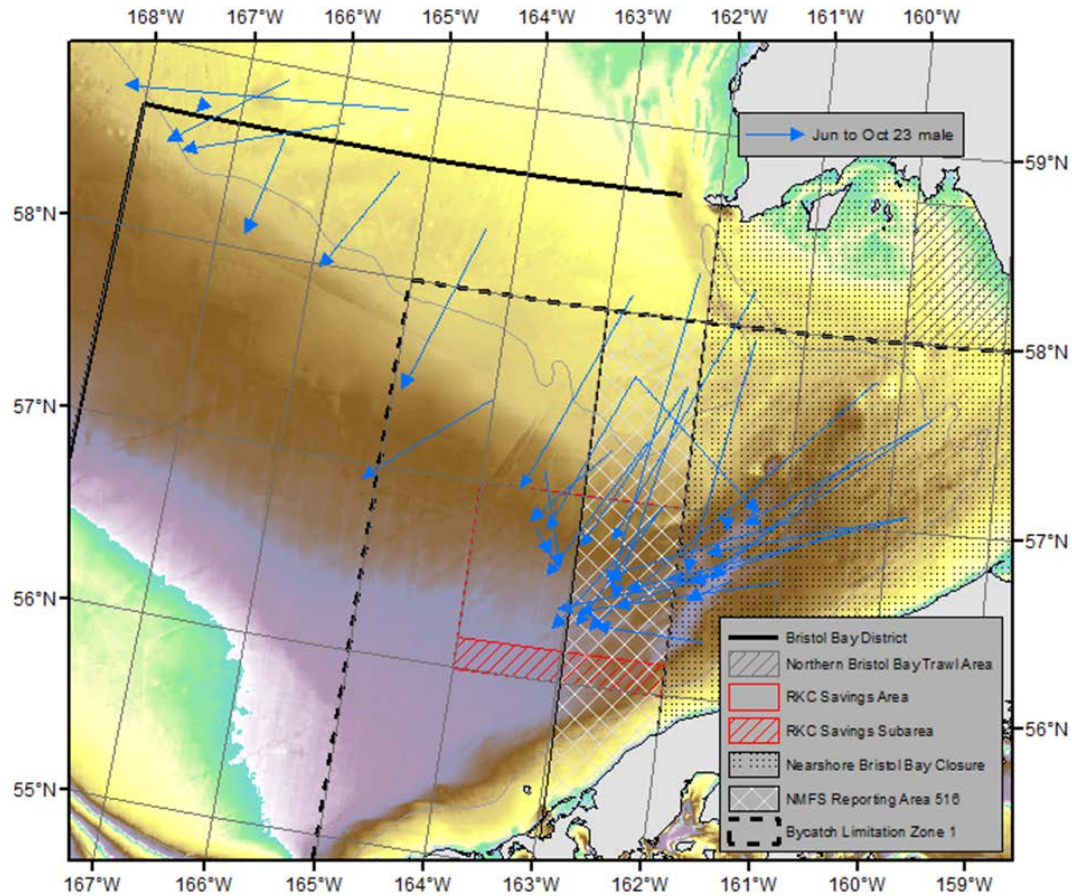 168°W 167°W 166°W 165°W 164°W 163°W 162°W 161°W 160°W
Jun to Oct 23 male
59°N
58°N
58°N
57°N
57°N
56°N
56°N
55°N
Bristol Bay District
Northern Bristol Bay Trawl Area
RKC Savings Area
RKC Savings Subarea
Nearshore Bristol Bay Closure
NMFS Reporting Area 516
Bycatch Limitation Zone 1
167°W 166°W 165°W 164°W 163°W 162°W 161°W 160°W 159°W